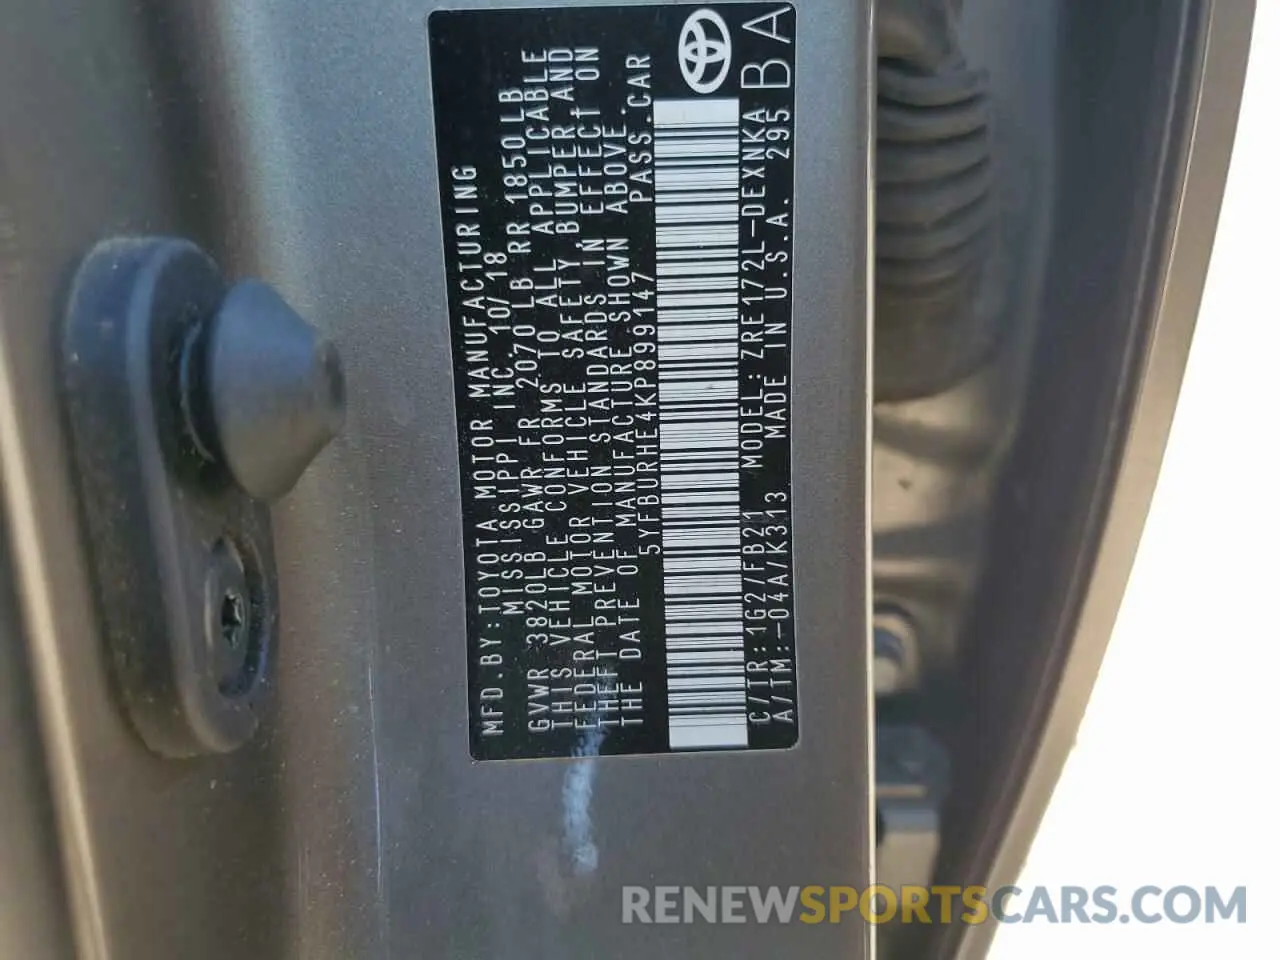 MFD.BY:TOYOTA MOTOR MANUFACTURING
MISSISSIPPI INC.10/18
GVWR 3820LB GAWR FR 2070LB RR 1850LB
THIS VEHICLE CONFORMS TO ALL APPLICABLE
FEDERAL MOTOR VEHICLE SAFETY,BUMPER AND
THEFT PREVENTION STANDARDS IN EFFECT ON
THE DATE OF MANUFACTURE SHOWN ABOVE.
5YFBURHE4KP899147 PASS.CAR
C/TR:1G2/FB21 MODEL:ZRE172L-DEXNKA
A/TM:-04A/K313 MADE IN U.S.A. 295
BA
RENEWSPORTSCARS.COM